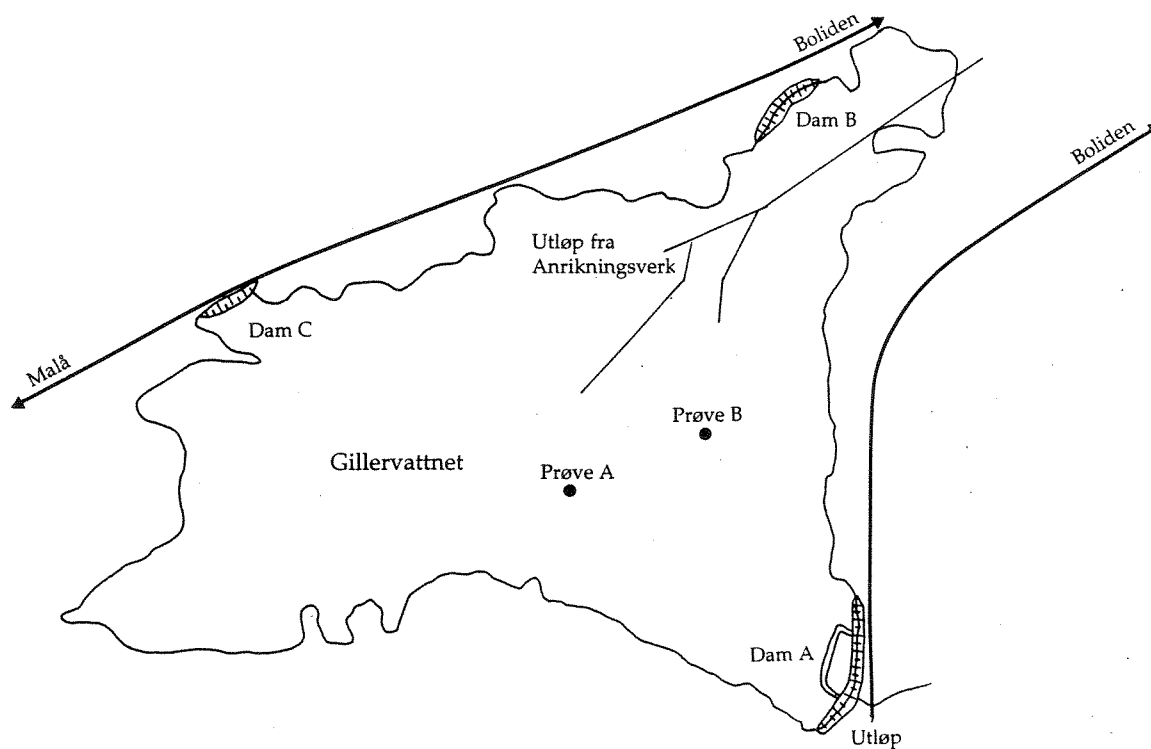 Boliden
Dam B
Boliden
Utløp fra
Anrikningsverk
Dam C
Malå
Prøve B
Gillervattnet
Prøve A
Dam A
Utløp